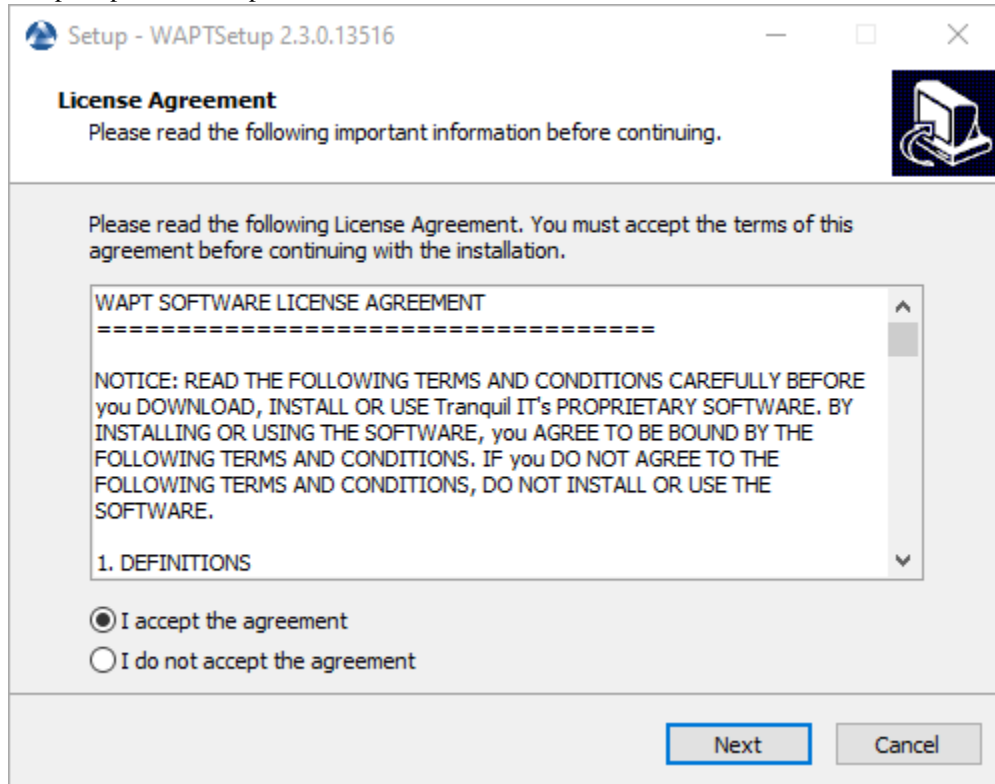 Setup - WAPTSetup 2.3.0.13516
License Agreement
Please read the following important information before continuing.
Please read the following License Agreement. You must accept the terms of this
agreement before continuing with the installation.
WAPT SOFTWARE LICENSE AGREEMENT
===================================
NOTICE: READ THE FOLLOWING TERMS AND CONDITIONS CAREFULLY BEFORE
you DOWNLOAD, INSTALL OR USE Tranquil IT's PROPRIETARY SOFTWARE. BY
INSTALLING OR USING THE SOFTWARE, you AGREE TO BE BOUND BY THE
FOLLOWING TERMS AND CONDITIONS. IF you DO NOT AGREE TO THE
FOLLOWING TERMS AND CONDITIONS, DO NOT INSTALL OR USE THE
SOFTWARE.
1. DEFINITIONS
I accept the agreement
I do not accept the agreement
Next Cancel